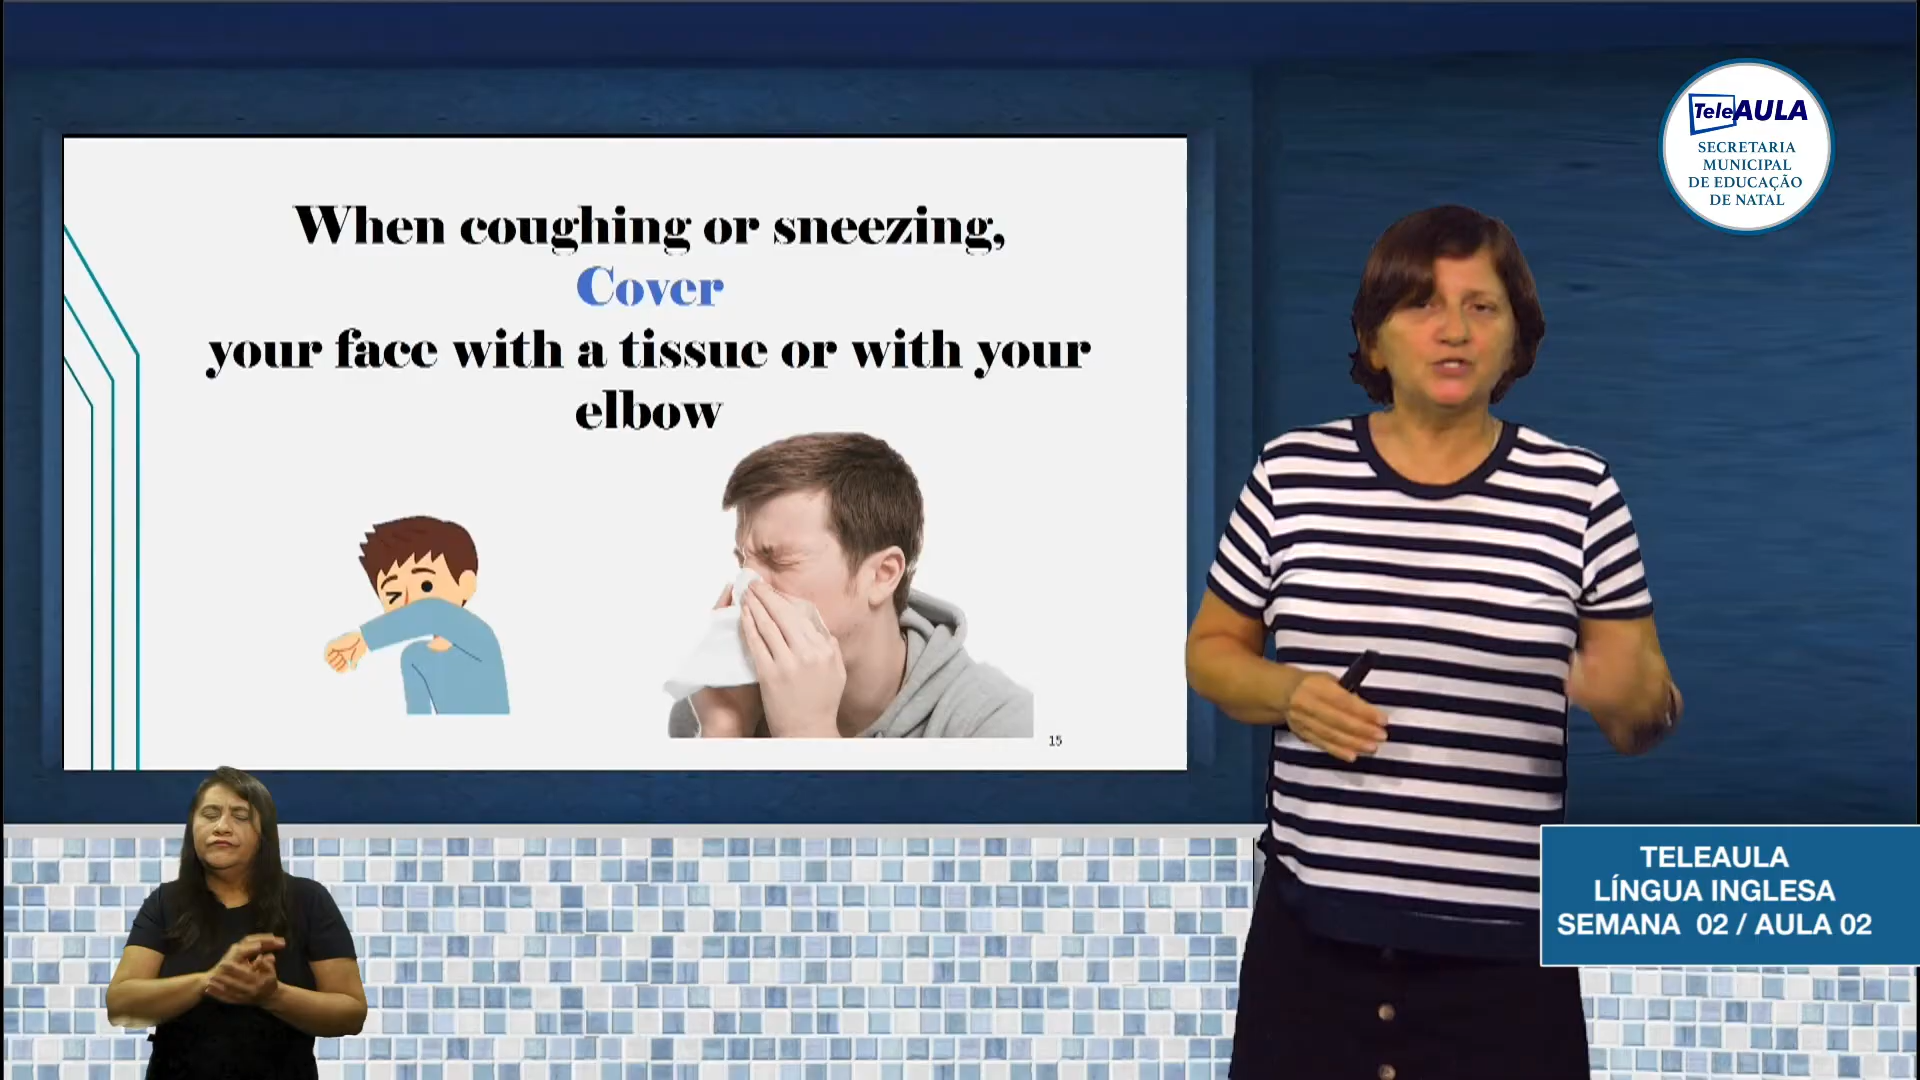 When coughing or sneezing,
Cover
your face with a tissue or with your
elbow
15
TeleAULA
SECRETARIA
MUNICIPAL
DE EDUCAÇÃO
DE NATAL
TELEAULA
LÍNGUA INGLESA
SEMANA 02 / AULA 02